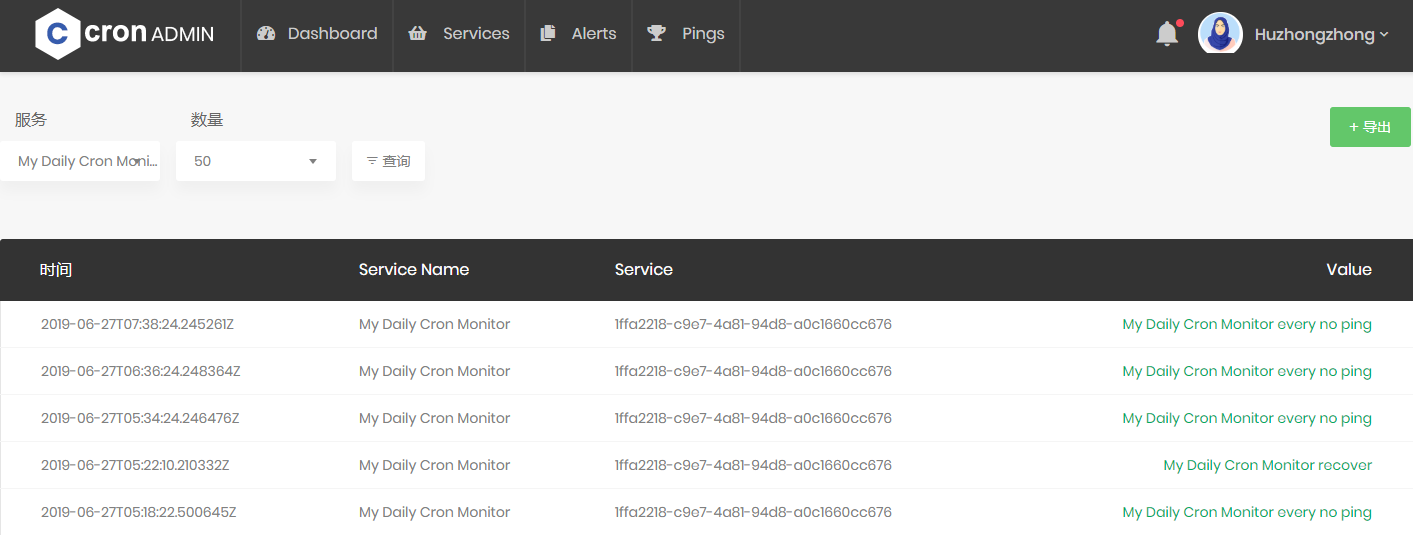 C cron ADMIN Dashboard Services Alerts Pings Huzhongzhong
服务 数量
+ 导出
My Daily Cron Moni... 50 查询
时间 Service Name Service Value
2019-06-27T07:38:24.245261Z My Daily Cron Monitor 1ffa2218-c9e7-4a81-94d8-a0c1660cc676 My Daily Cron Monitor every no ping
2019-06-27T06:36:24.248364Z My Daily Cron Monitor 1ffa2218-c9e7-4a81-94d8-a0c1660cc676 My Daily Cron Monitor every no ping
2019-06-27T05:34:24.246476Z My Daily Cron Monitor 1ffa2218-c9e7-4a81-94d8-a0c1660cc676 My Daily Cron Monitor every no ping
2019-06-27T05:22:10.210332Z My Daily Cron Monitor 1ffa2218-c9e7-4a81-94d8-a0c1660cc676 My Daily Cron Monitor recover
2019-06-27T05:18:22.500645Z My Daily Cron Monitor 1ffa2218-c9e7-4a81-94d8-a0c1660cc676 My Daily Cron Monitor every no ping